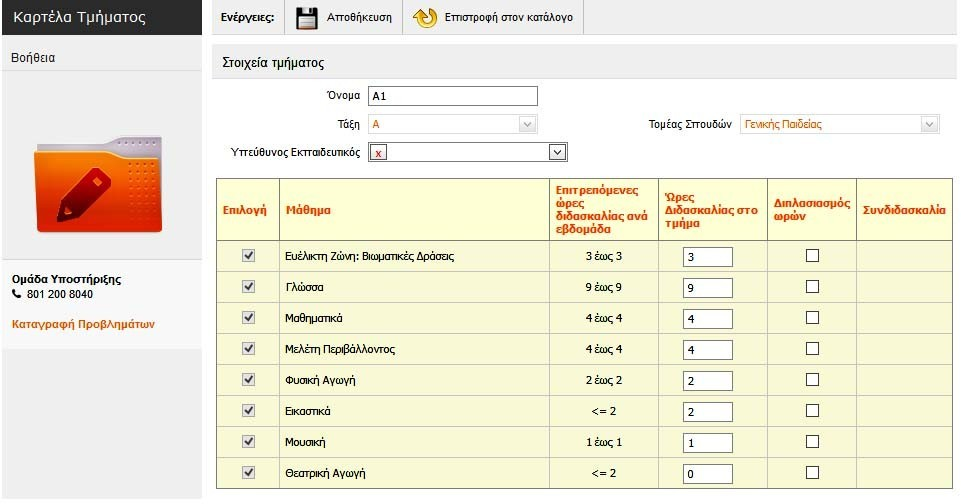 Καρτέλα Τμήματος
Βοήθεια
Ομάδα Υποστήριξης
801 200 8040
Καταγραφή Προβλημάτων
Ενέργειες: Αποθήκευση Επιστροφή στον κατάλογο
Στοιχεία τμήματος
Όνομα A1
Τάξη Α Τομέας Σπουδών Γενικής Παιδείας
Υπεύθυνος Εκπαιδευτικός x
Επιλογή Μάθημα Επιτρεπόμενες ώρες διδασκαλίας ανά εβδομάδα Ώρες Διδασκαλίας στο τμήμα Διπλασιασμός ωρών Συνδιδασκαλία
Ευέλικτη Ζώνη: Βιωματικές Δράσεις 3 έως 3 3
Γλώσσα 9 έως 9 9
Μαθηματικά 4 έως 4 4
Μελέτη Περιβάλλοντος 4 έως 4 4
Φυσική Αγωγή 2 έως 2 2
Εικαστικά <= 2 2
Μουσική 1 έως 1 1
Θεατρική Αγωγή <= 2 0